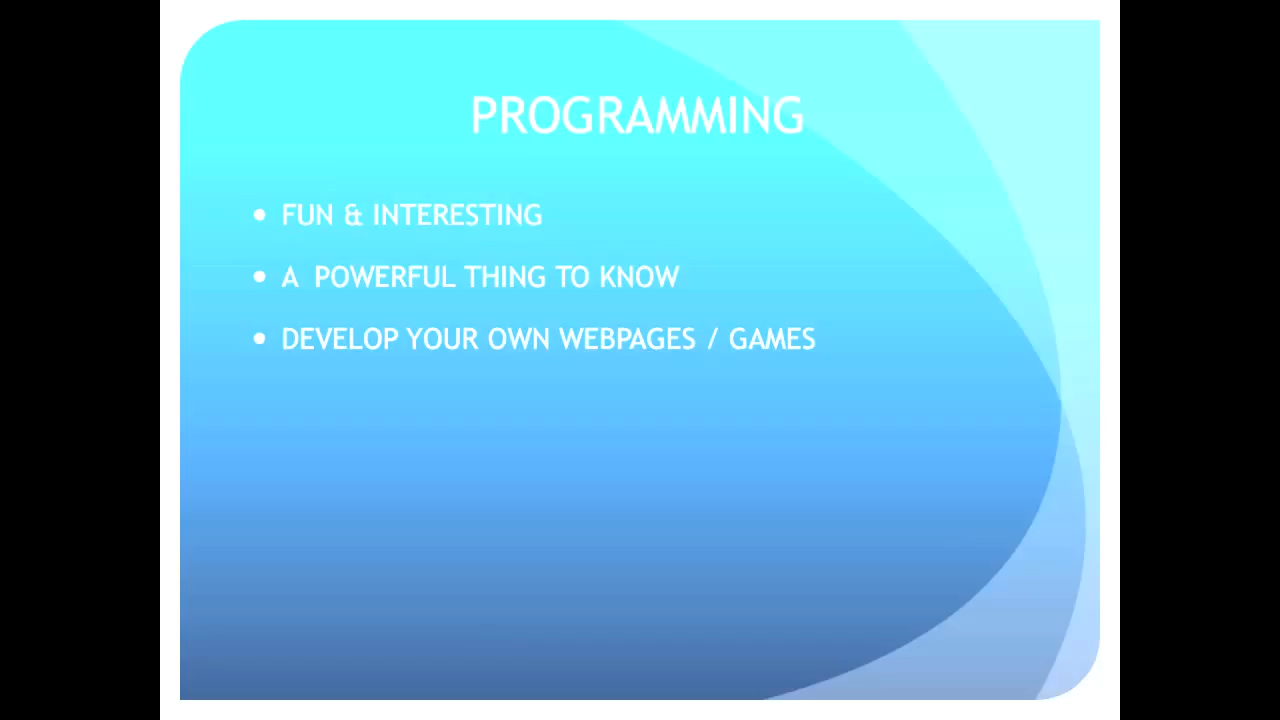 PROGRAMMING
• FUN & INTERESTING
• A POWERFUL THING TO KNOW
• DEVELOP YOUR OWN WEBPAGES / GAMES